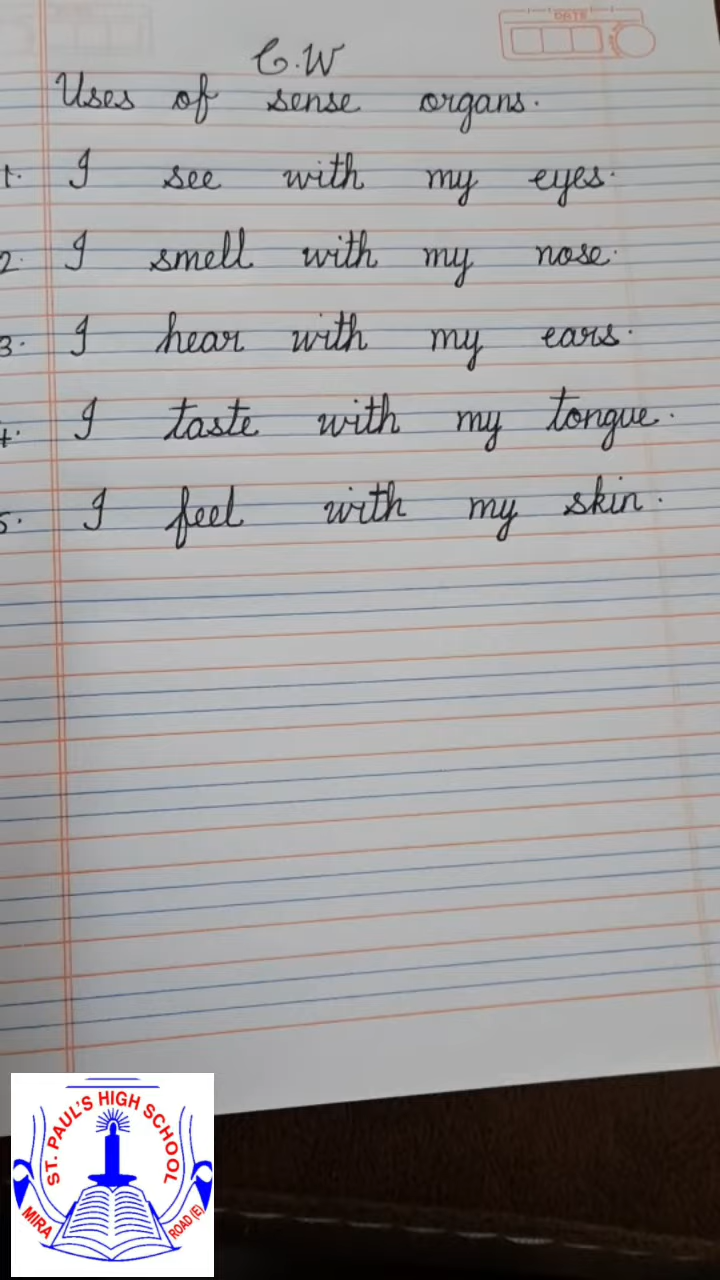 DATE
C.W
Uses of sense organs.
1. I see with my eyes.
2. I smell with my nose.
3. I hear with my ears.
4. I taste with my tongue.
5. I feel with my skin.
ST. PAUL'S HIGH SCHOOL
MIRA ROAD (E)